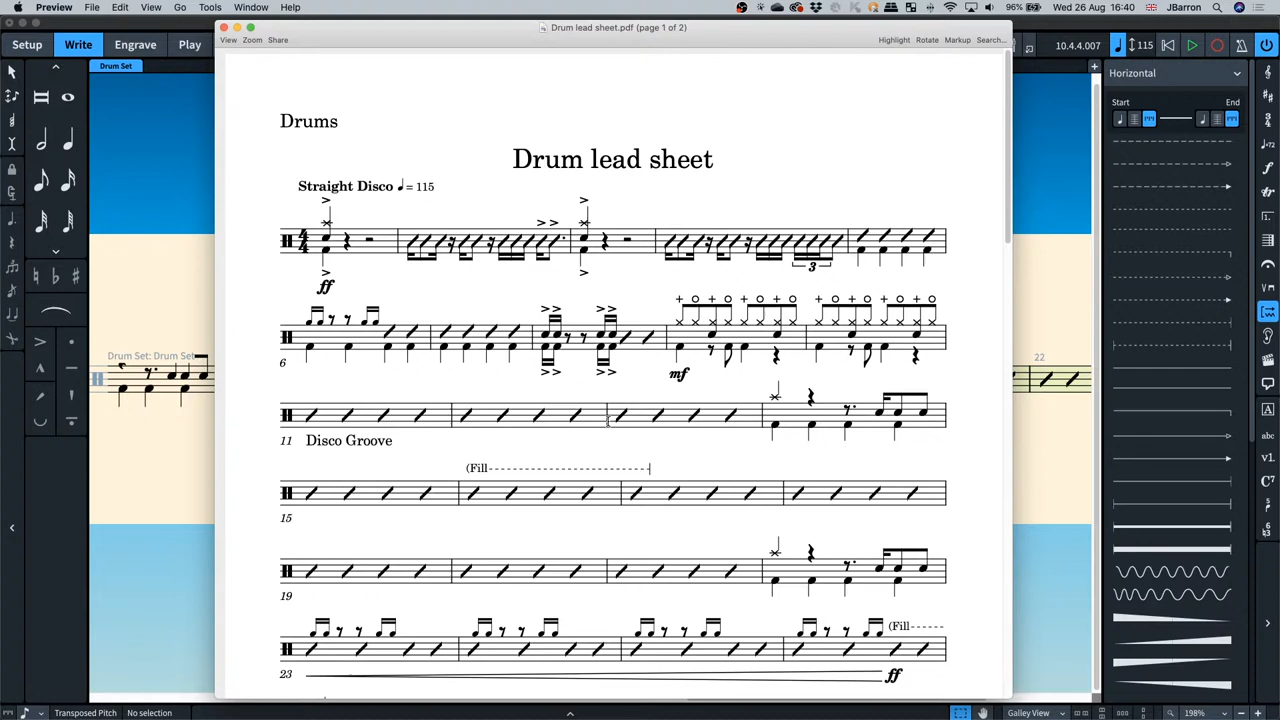 Preview File Edit View Go Tools Window Help 96% Wed 26 Aug 16:40 JBarron
Drum lead sheet.pdf (page 1 of 2)
View Zoom Share Highlight Rotate Markup Search...
Setup Write Engrave Play 10.4.4.007 115
Drum Set
Horizontal
Start End
Drums
Drum lead sheet
Straight Disco ♩ = 115
> > > >
4
4
3
> >
ff
+ o + o + o + o + o + o + o + o
> > > >
6
> > > >
mf
Drum Set: Drum Set
22
11 Disco Groove
(Fill
15
19
(Fill
23
ff
Transposed Pitch No selection Galley View 198%